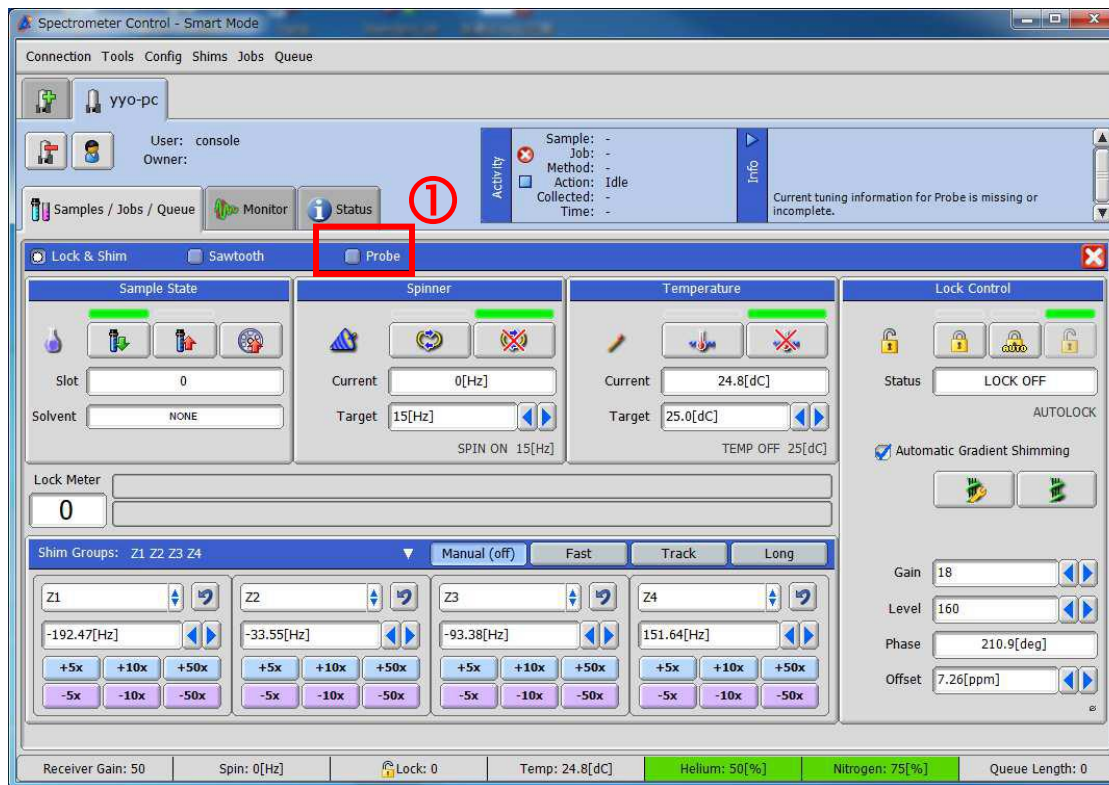 Spectrometer Control - Smart Mode
Connection Tools Config Shims Jobs Queue
yyo-pc
User: console
Owner:
Activity
Sample: -
Job: -
Method: -
Action: Idle
Collected: -
Time: -
Info
Current tuning information for Probe is missing or
incomplete.
Samples / Jobs / Queue
Monitor
Status
①
Lock & Shim
Sawtooth
Probe
Sample State
Slot 0
Solvent NONE
Spinner
Current 0[Hz]
Target 15[Hz]
SPIN ON 15[Hz]
Temperature
Current 24.8[dC]
Target 25.0[dC]
TEMP OFF 25[dC]
Lock Control
AUTO
Status LOCK OFF
AUTOLOCK
Automatic Gradient Shimming
Gain 18
Level 160
Phase 210.9[deg]
Offset 7.26[ppm]
Lock Meter
0
Shim Groups: Z1 Z2 Z3 Z4
Manual (off) Fast Track Long
Z1
-192.47[Hz]
+5x +10x +50x
-5x -10x -50x
Z2
-33.55[Hz]
+5x +10x +50x
-5x -10x -50x
Z3
-93.38[Hz]
+5x +10x +50x
-5x -10x -50x
Z4
151.64[Hz]
+5x +10x +50x
-5x -10x -50x
Receiver Gain: 50
Spin: 0[Hz]
Lock: 0
Temp: 24.8[dC]
Helium: 50[%]
Nitrogen: 75[%]
Queue Length: 0